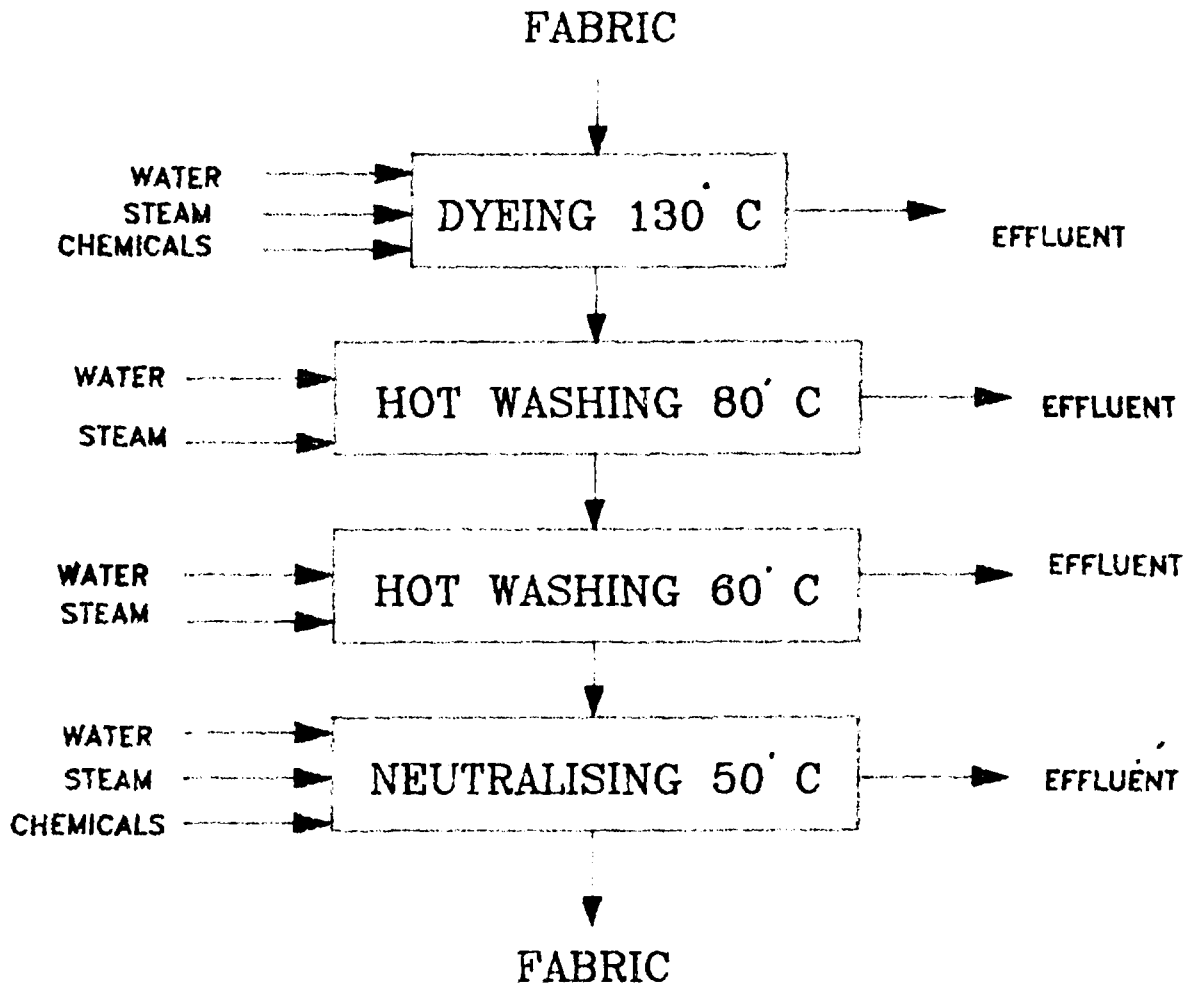 FABRIC
WATER
STEAM
CHEMICALS
DYEING 130° C
EFFLUENT
WATER
STEAM
HOT WASHING 80° C
EFFLUENT
WATER
STEAM
HOT WASHING 60° C
EFFLUENT
WATER
STEAM
CHEMICALS
NEUTRALISING 50° C
EFFLUENT
FABRIC